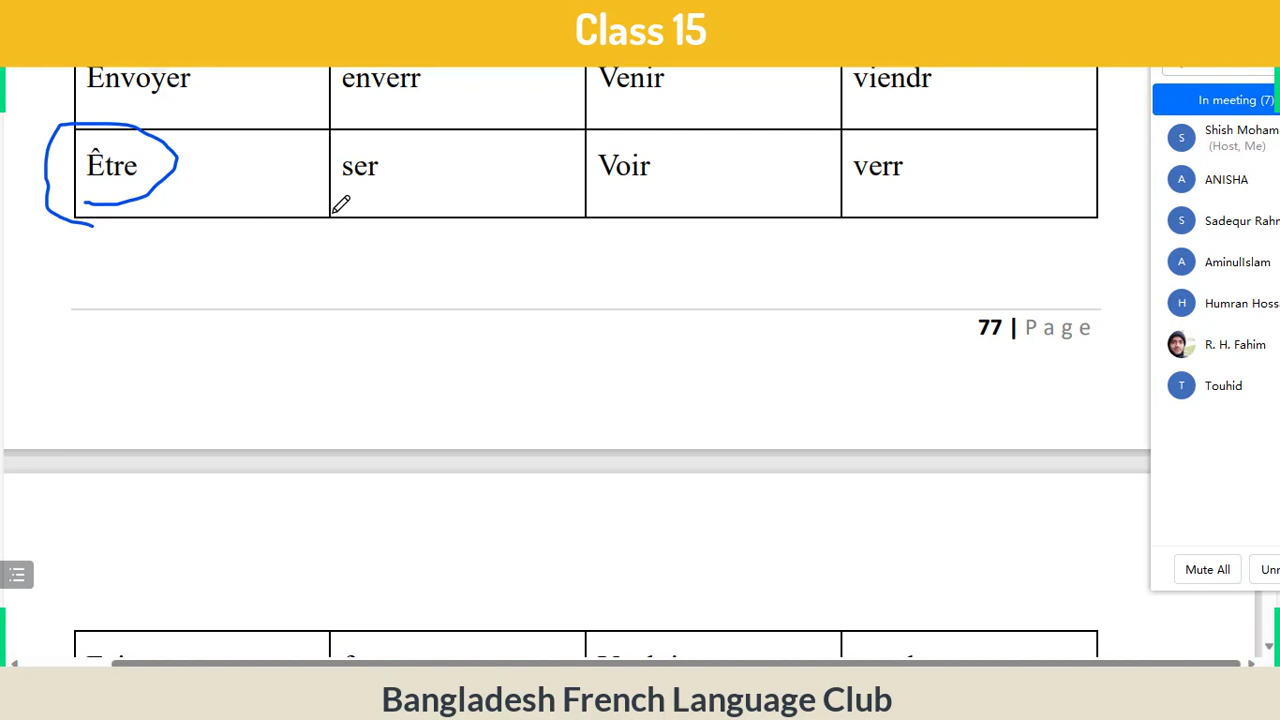 Class 15
Envoyer enverr Venir viendr
In meeting (7)
Être ser Voir verr
S Shish Moham
(Host, Me)
A ANISHA
S Sadequr Rahr
A AminulIslam
H Humran Hoss
R. H. Fahim
T Touhid
77 | Page
Mute All
Bangladesh French Language Club